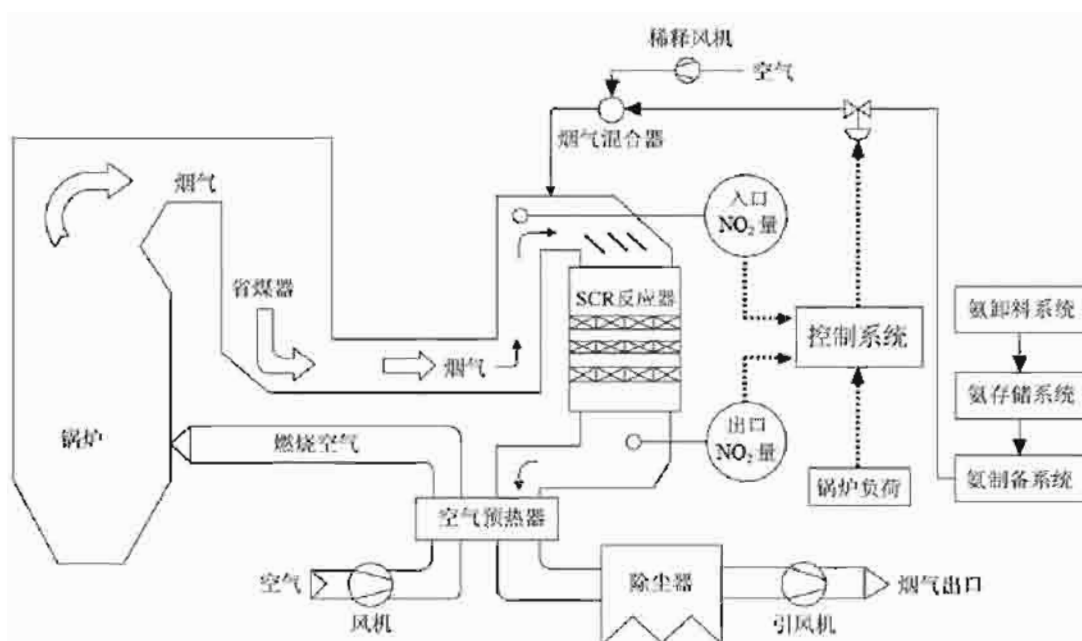 稀释风机
空气
烟气混合器
烟气
入口
NO₂量
省煤器
SCR反应器
氨卸料系统
控制系统
烟气
氨存储系统
锅炉
燃烧空气
出口
NO₂量
氨制备系统
锅炉负荷
空气预热器
空气
除尘器
烟气出口
风机
引风机